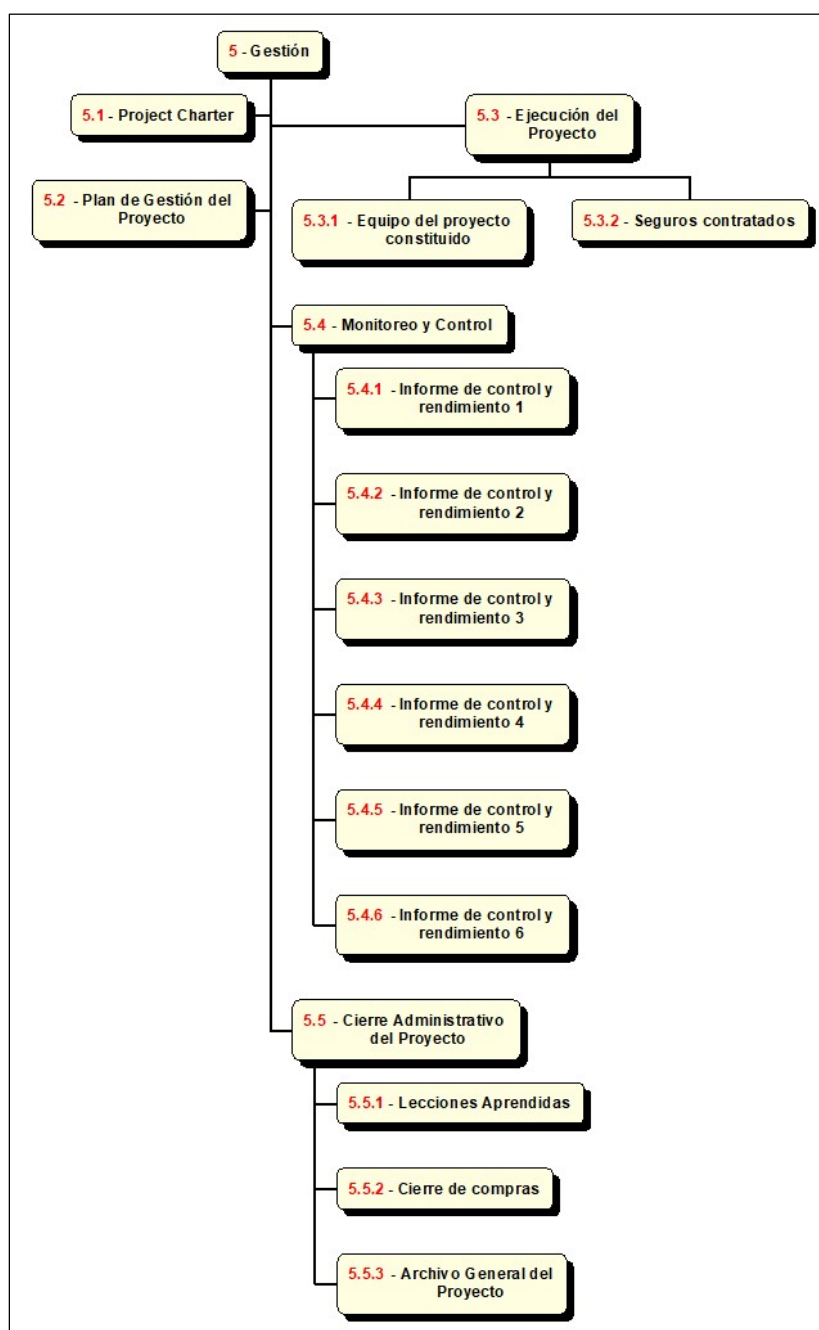 5 - Gestión
5.1 - Project Charter
5.3 - Ejecución del
Proyecto
5.2 - Plan de Gestión del
Proyecto
5.3.1 - Equipo del proyecto
constituido
5.3.2 - Seguros contratados
5.4 - Monitoreo y Control
5.4.1 - Informe de control y
rendimiento 1
5.4.2 - Informe de control y
rendimiento 2
5.4.3 - Informe de control y
rendimiento 3
5.4.4 - Informe de control y
rendimiento 4
5.4.5 - Informe de control y
rendimiento 5
5.4.6 - Informe de control y
rendimiento 6
5.5 - Cierre Administrativo
del Proyecto
5.5.1 - Lecciones Aprendidas
5.5.2 - Cierre de compras
5.5.3 - Archivo General del
Proyecto